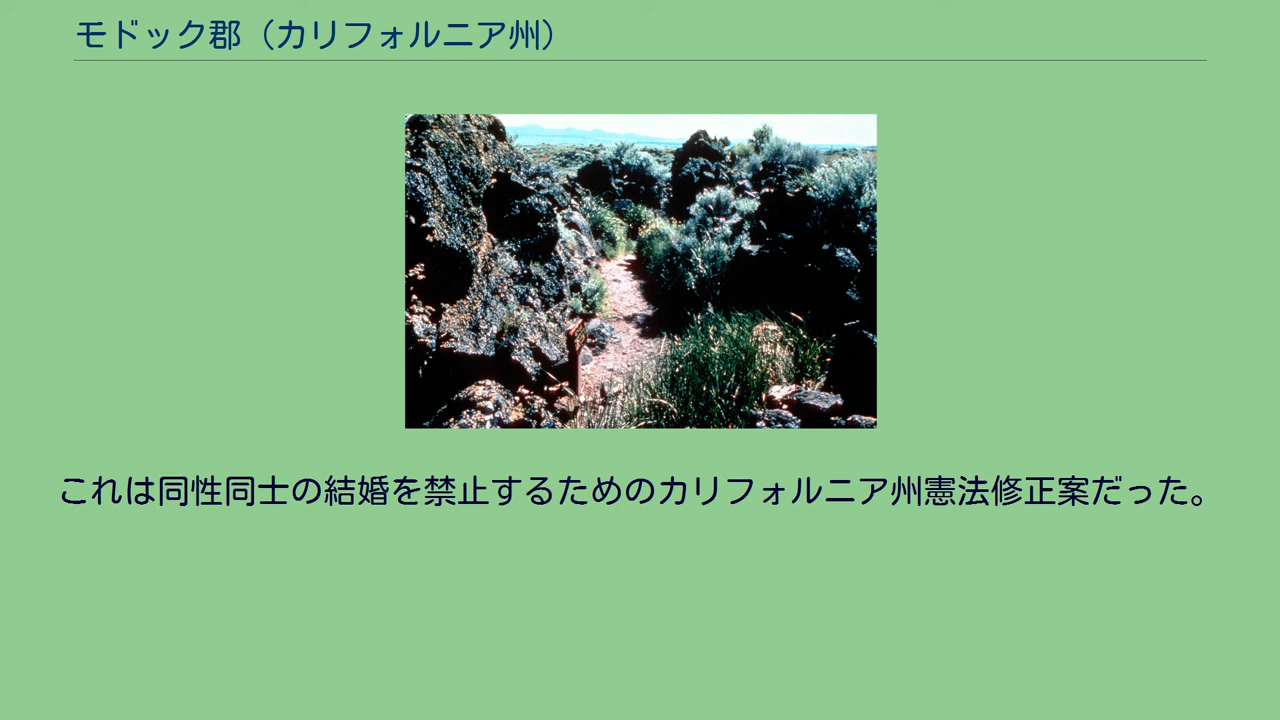 モドック郡（カリフォルニア州）
これは同性同士の結婚を禁止するためのカリフォルニア州憲法修正案だった。